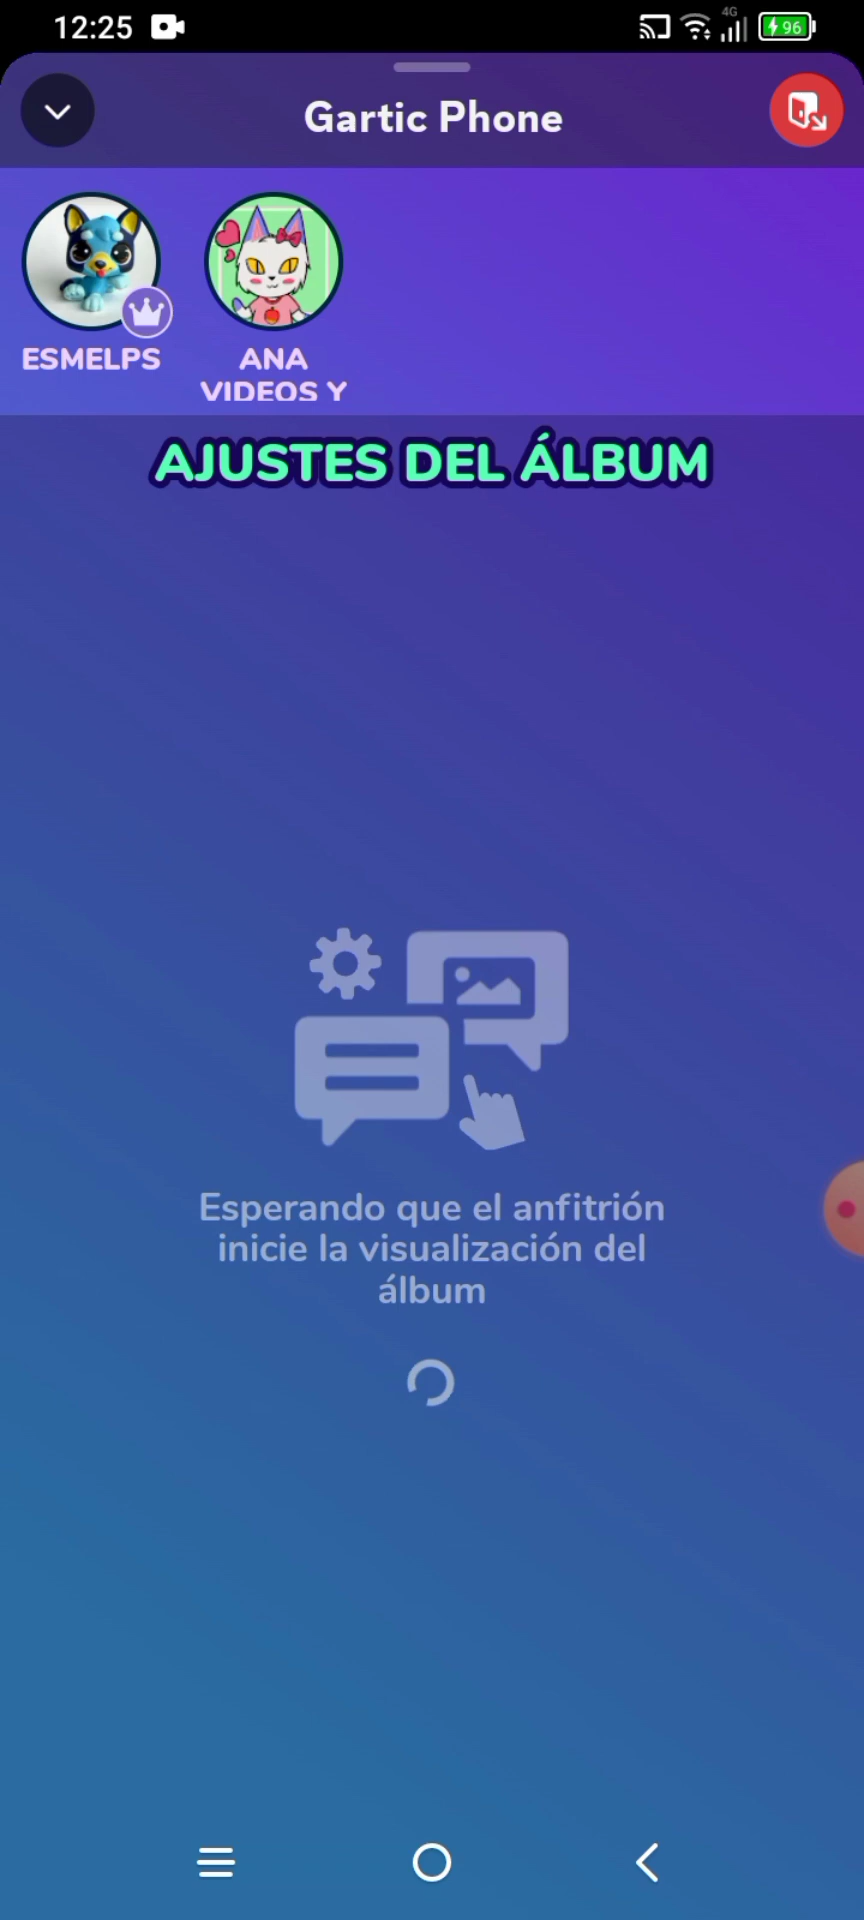 12:25
4G
96
Gartic Phone
ESMELPS
ANA
VIDEOS Y
AJUSTES DEL ÁLBUM
Esperando que el anfitrión
inicie la visualización del
álbum